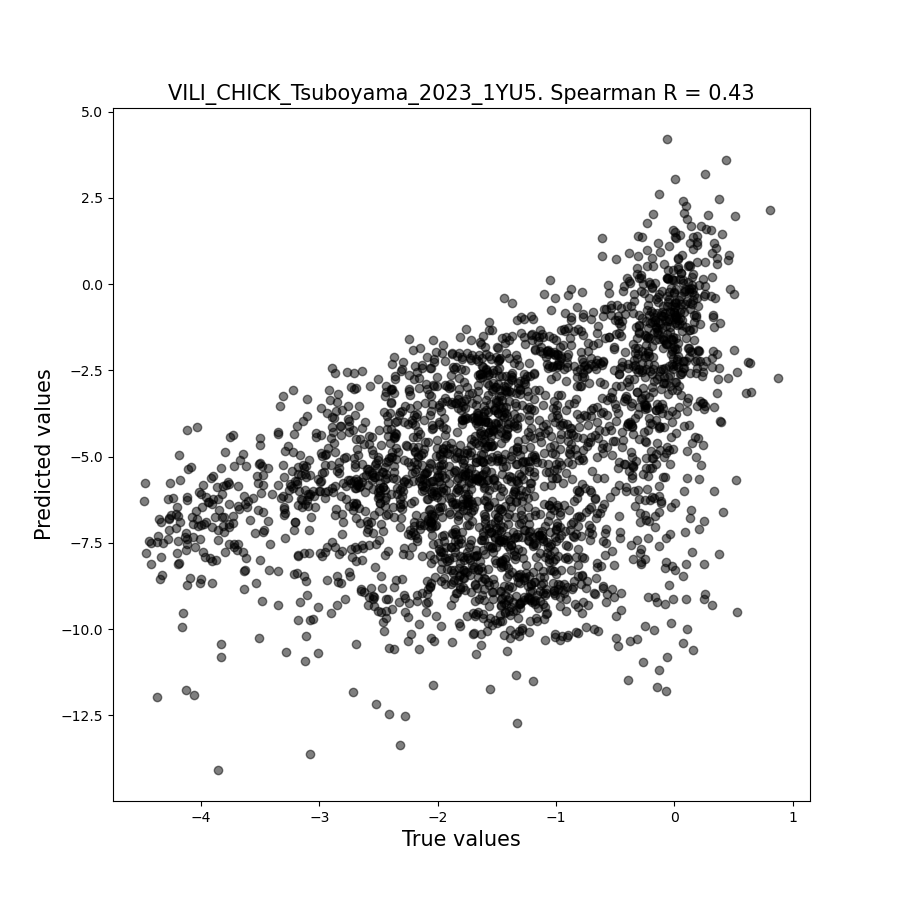 VILI_CHICK_Tsuboyama_2023_1YU5. Spearman R = 0.43
5.0
2.5
0.0
−2.5
−5.0
−7.5
−10.0
−12.5
Predicted values
−4 −3 −2 −1 0 1
True values